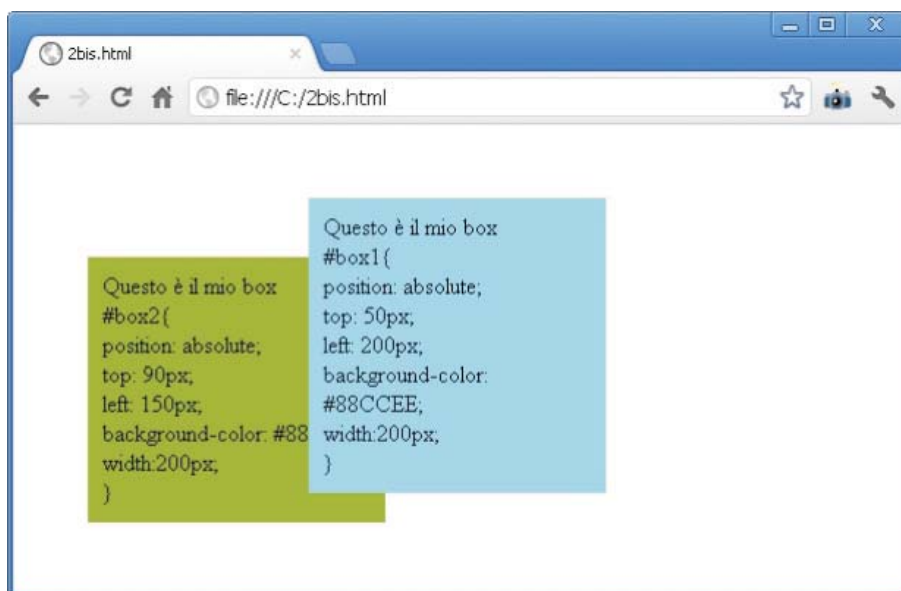 2bis.html
file:///C:/2bis.html
Questo è il mio box
#box2{
position: absolute;
top: 90px;
left: 150px;
background-color: #88
width:200px;
}
Questo è il mio box
#box1{
position: absolute;
top: 50px;
left: 200px;
background-color:
#88CCEE;
width:200px;
}